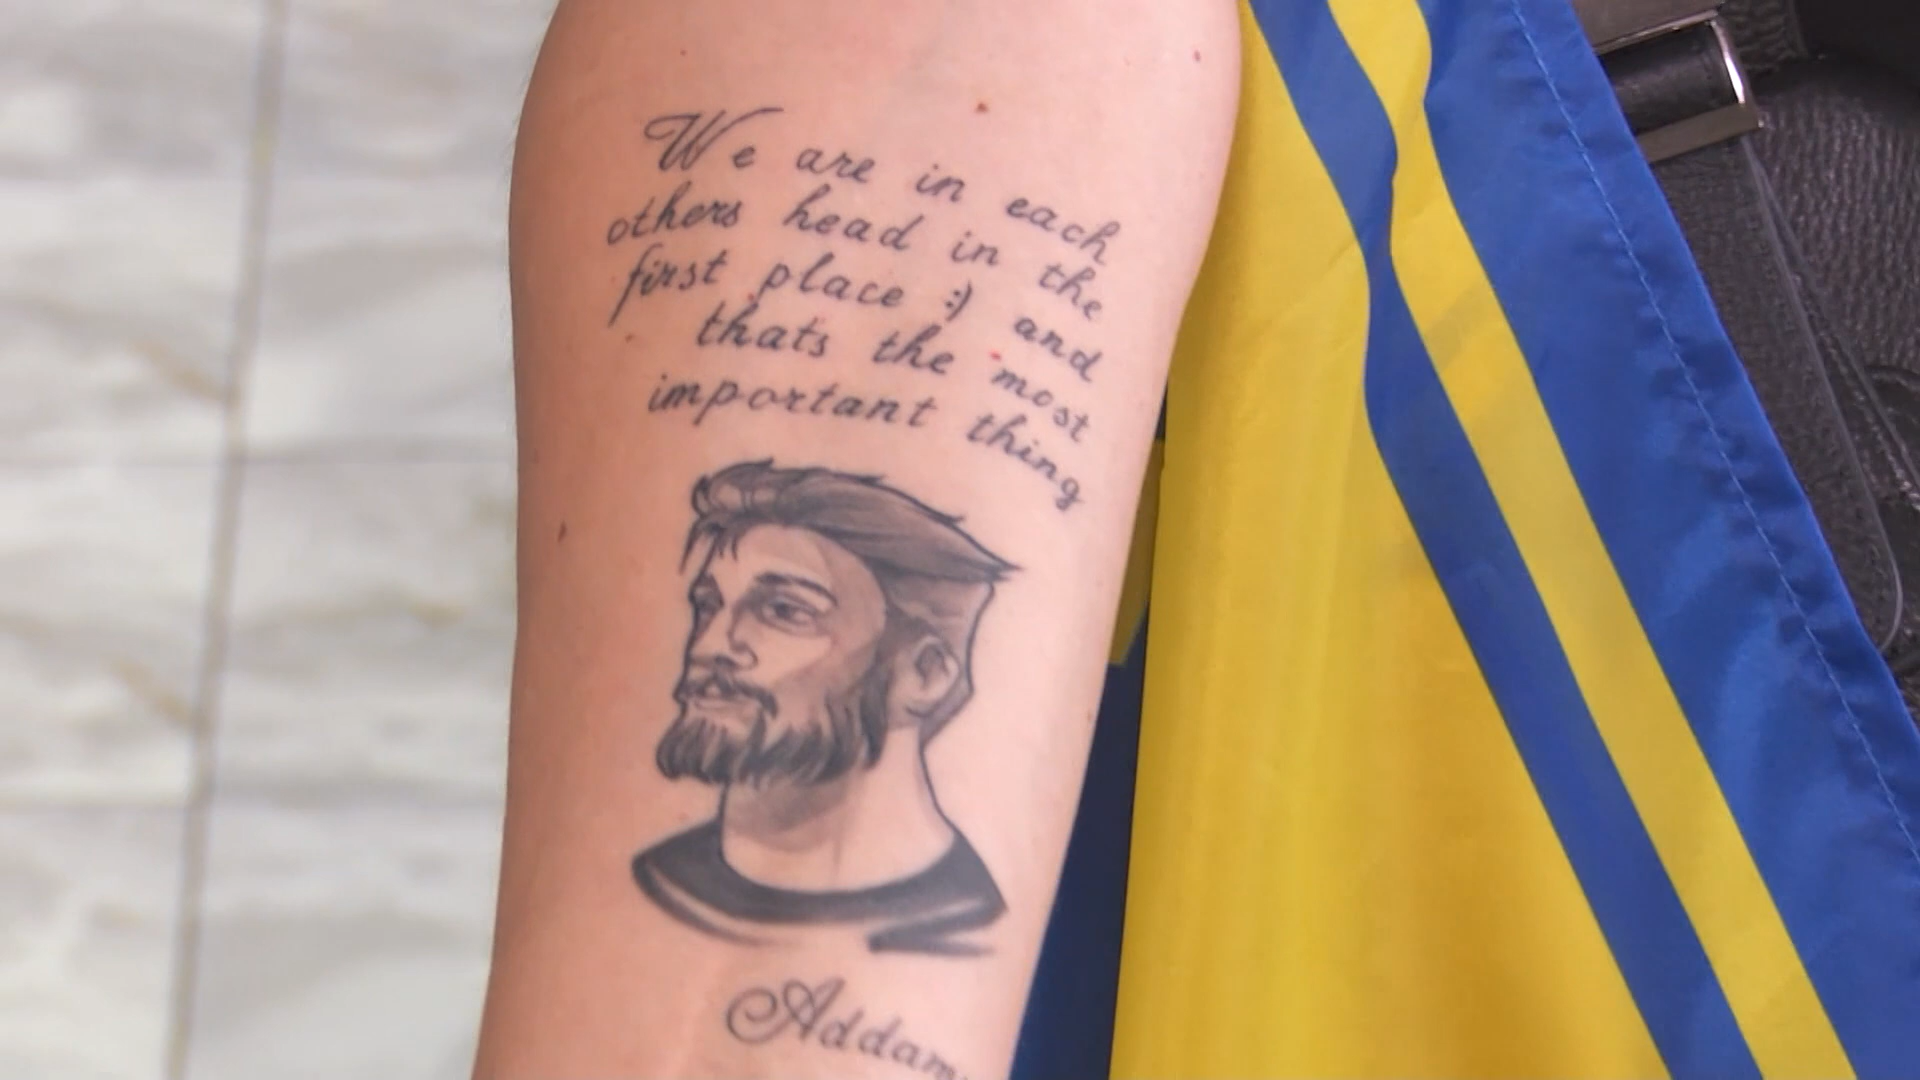 We are in each
others head in the
first place :) and
thats the most
important thing